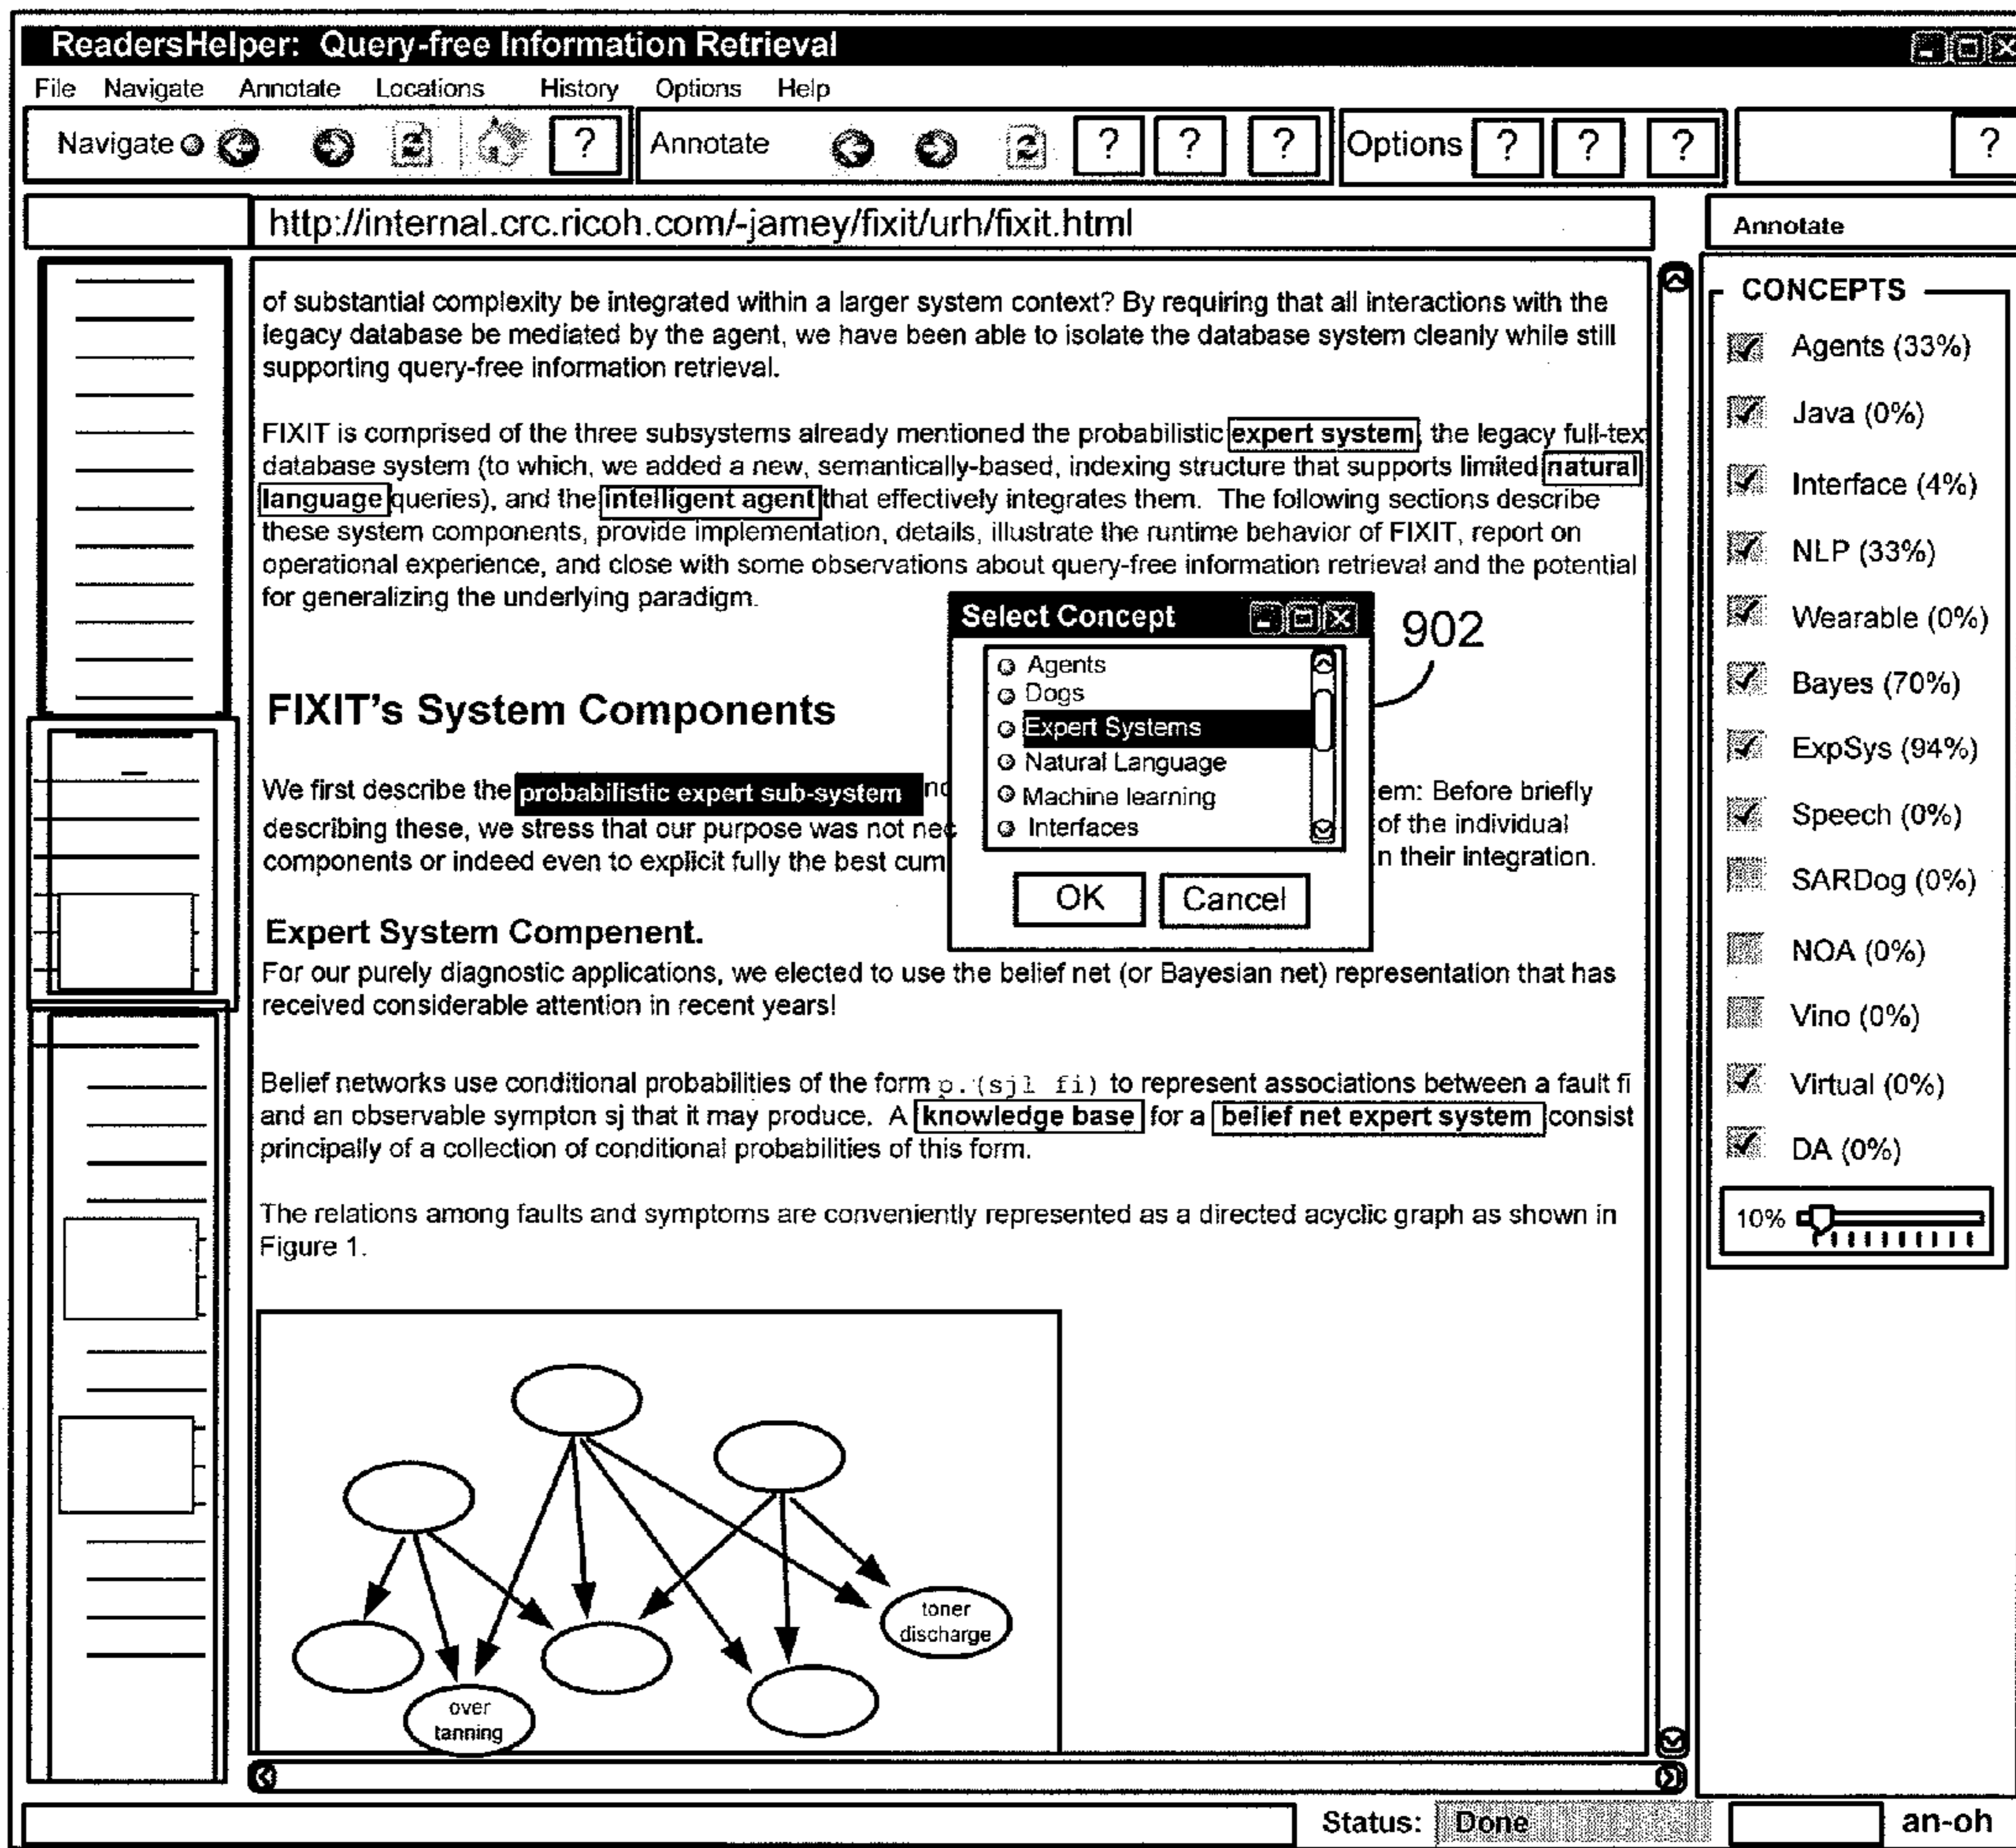 ReadersHelper: Query-free Information Retrieval
File Navigate Annotate Locations History Options Help
Navigate ? Annotate ? ? ? Options ? ? ? ?
http://internal.crc.ricoh.com/-jamey/fixit/urh/fixit.html
of substantial complexity be integrated within a larger system context? By requiring that all interactions with the
legacy database be mediated by the agent, we have been able to isolate the database system cleanly while still
supporting query-free information retrieval.
FIXIT is comprised of the three subsystems already mentioned the probabilistic expert system, the legacy full-tex
database system (to which, we added a new, semantically-based, indexing structure that supports limited natural
language queries), and the intelligent agent that effectively integrates them. The following sections describe
these system components, provide implementation, details, illustrate the runtime behavior of FIXIT, report on
operational experience, and close with some observations about query-free information retrieval and the potential
for generalizing the underlying paradigm.
FIXIT's System Components
We first describe the probabilistic expert sub-system nd em: Before briefly
describing these, we stress that our purpose was not nec of the individual
components or indeed even to explicit fully the best cum n their integration.
Select Concept
Agents
Dogs
Expert Systems
Natural Language
Machine learning
Interfaces
OK Cancel
902
Expert System Compenent.
For our purely diagnostic applications, we elected to use the belief net (or Bayesian net) representation that has
received considerable attention in recent years!
Belief networks use conditional probabilities of the form p.(sjl fi) to represent associations between a fault fi
and an observable sympton sj that it may produce. A knowledge base for a belief net expert system consist
principally of a collection of conditional probabilities of this form.
The relations among faults and symptoms are conveniently represented as a directed acyclic graph as shown in
Figure 1.
toner
discharge
over
tanning
Annotate
CONCEPTS
Agents (33%)
Java (0%)
Interface (4%)
NLP (33%)
Wearable (0%)
Bayes (70%)
ExpSys (94%)
Speech (0%)
SARDog (0%)
NOA (0%)
Vino (0%)
Virtual (0%)
DA (0%)
10%
Status: Done an-oh